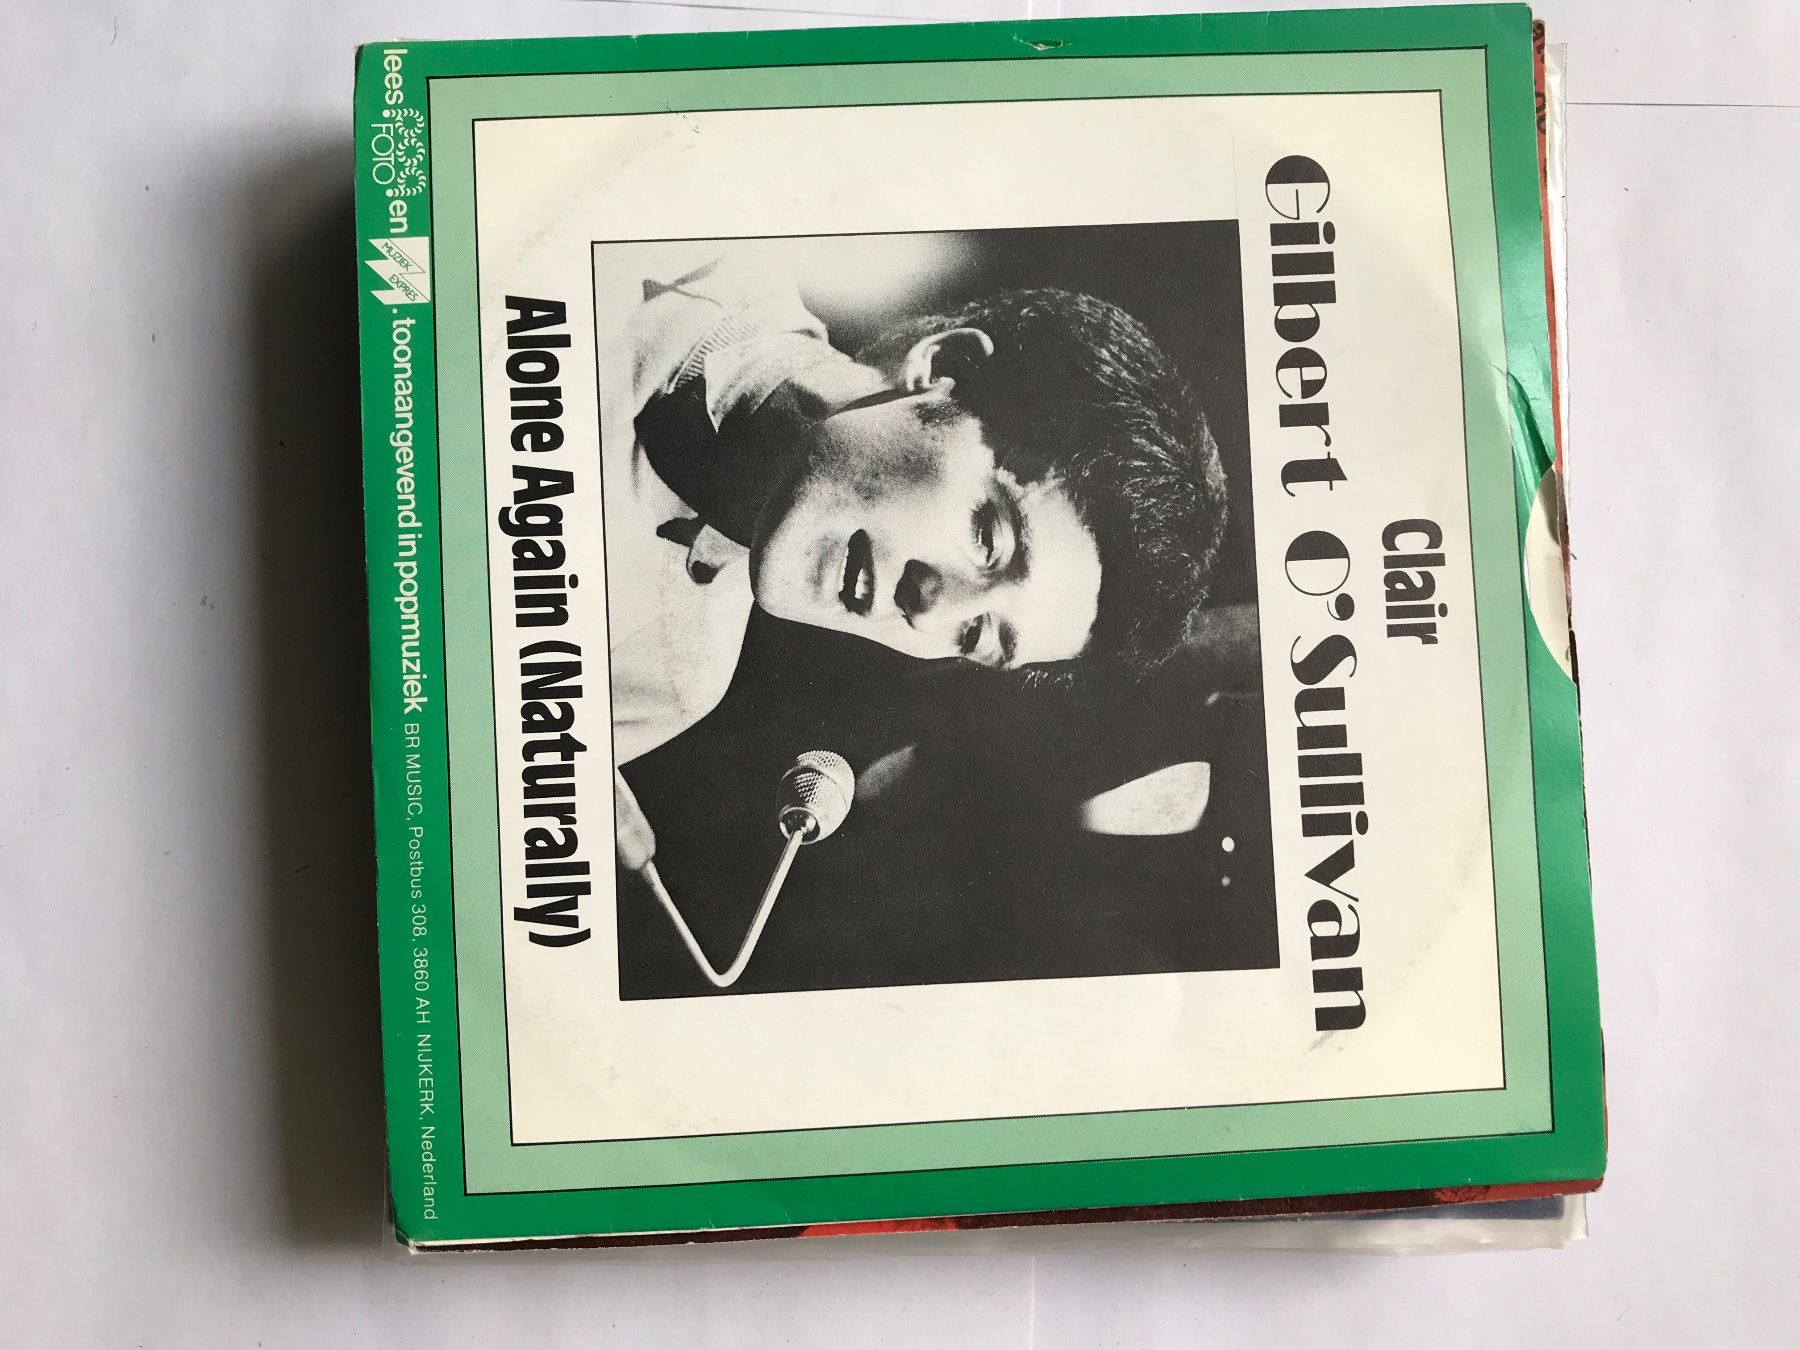 Clair
Gilbert O'Sullivan
Alone Again (Naturally)
lees POP FOTO en MUZIEK EXPRES. toonaangevend in popmuziek BR MUSIC, Postbus 308, 3860 AH NIJKERK, Nederland